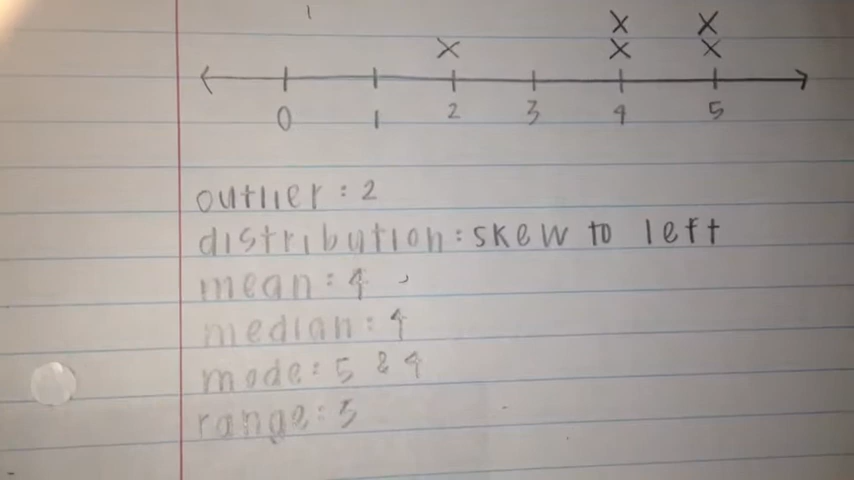 x x
x x x
0 1 2 3 4 5
outlier: 2
distribution: skew to left
mean: 4
median: 4
mode: 5 & 4
range: 3